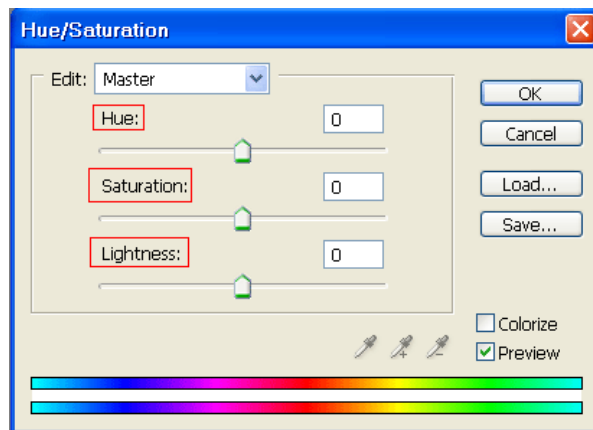 Hue/Saturation
Edit: Master
OK
Hue: 0
Cancel
Saturation: 0
Load...
Save...
Lightness: 0
Colorize
Preview